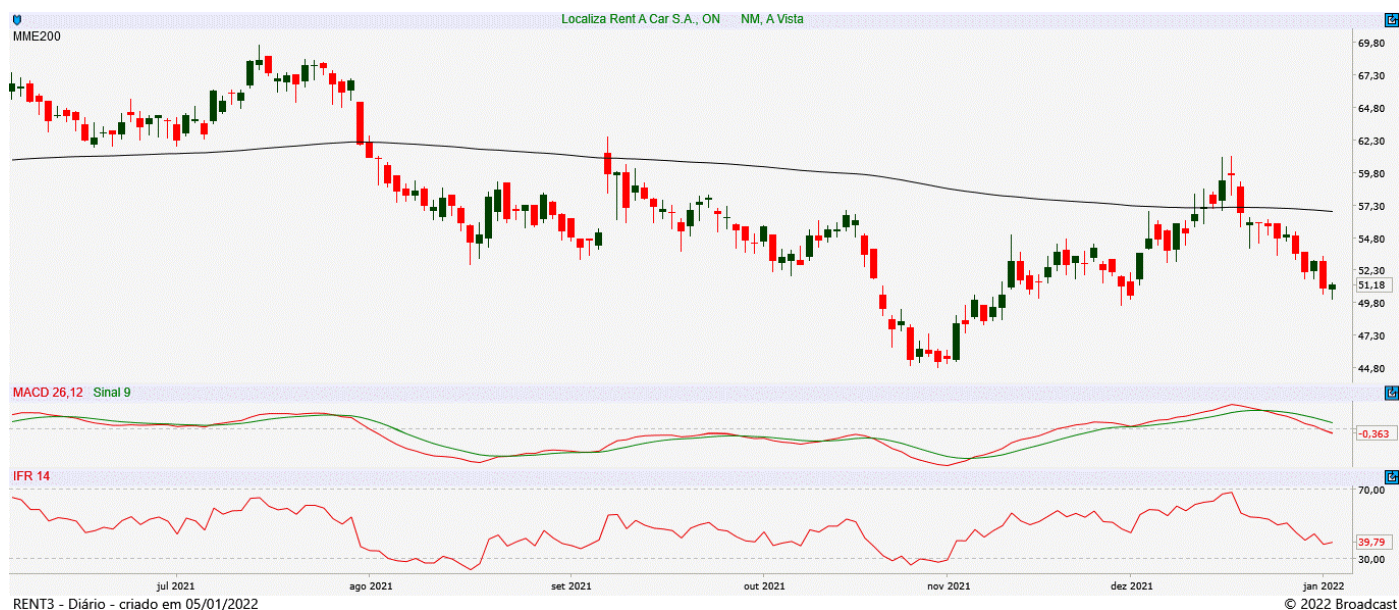 Localiza Rent A Car S.A., ON NM, A Vista
MME200
69,80
67,30
64,80
62,30
59,80
57,30
54,80
52,30
51,18
49,80
47,30
44,80
MACD 26,12 Sinal 9
-0,363
IFR 14
70,00
39,79
30,00
jul 2021 ago 2021 set 2021 out 2021 nov 2021 dez 2021 jan 2022
RENT3 - Diário - criado em 05/01/2022 © 2022 Broadcast